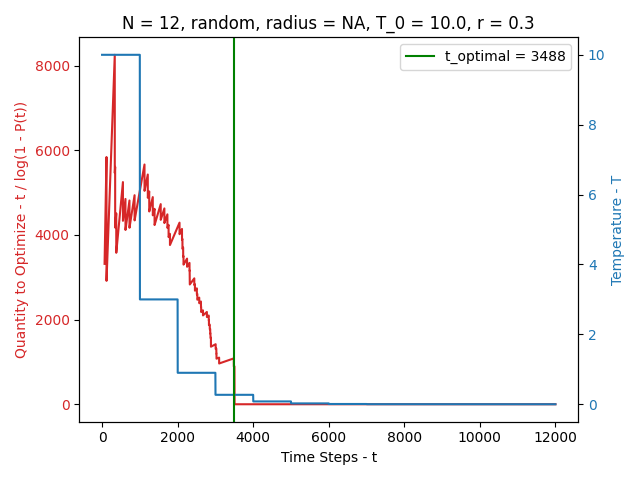 N = 12, random, radius = NA, T_0 = 10.0, r = 0.3
t_optimal = 3488
Quantity to Optimize - t / log(1 - P(t))
8000
6000
4000
2000
0
10
8
6
4
2
0
Temperature - T
0 2000 4000 6000 8000 10000 12000
Time Steps - t